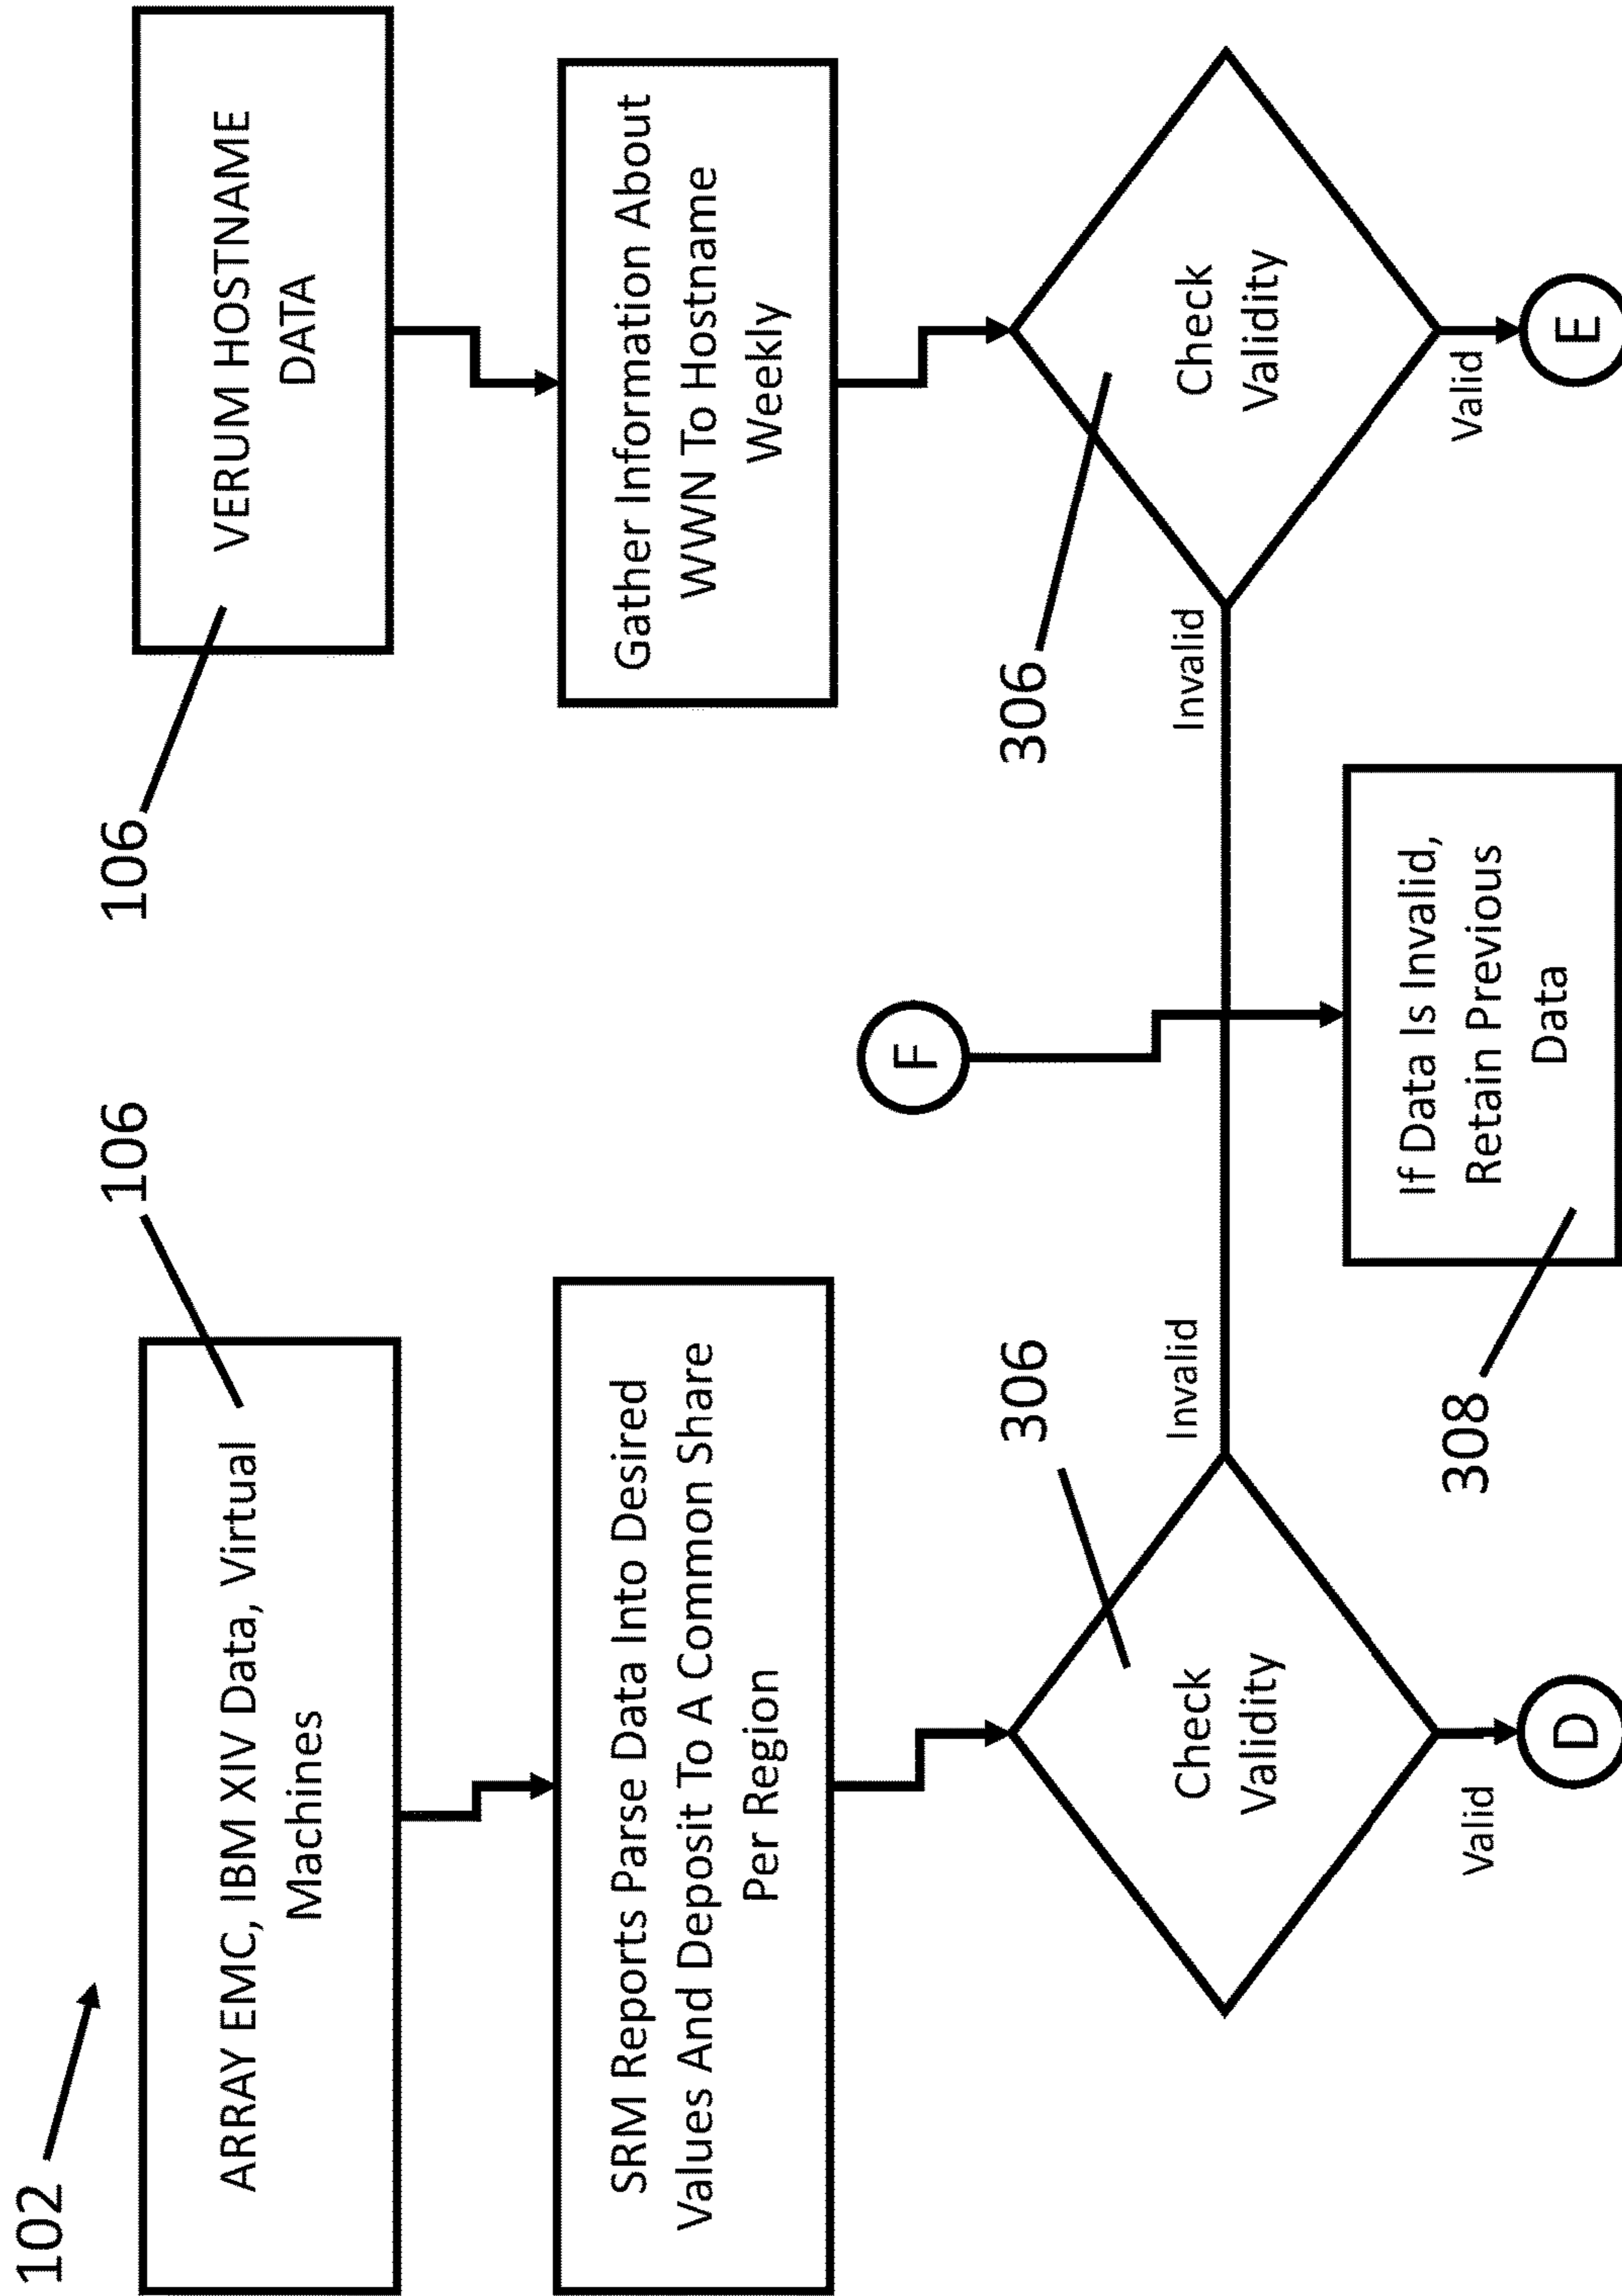 102
106
106
ARRAY EMC, IBM XIV Data, Virtual
Machines
VERUM HOSTNAME
DATA
SRM Reports Parse Data Into Desired
Values And Deposit To A Common Share
Per Region
Gather Information About
WWN To Hostname
Weekly
F
306
306
Check
Validity
Invalid
Invalid
Check
Validity
If Data Is Invalid,
Retain Previous
Data
308
Valid
Valid
D
E